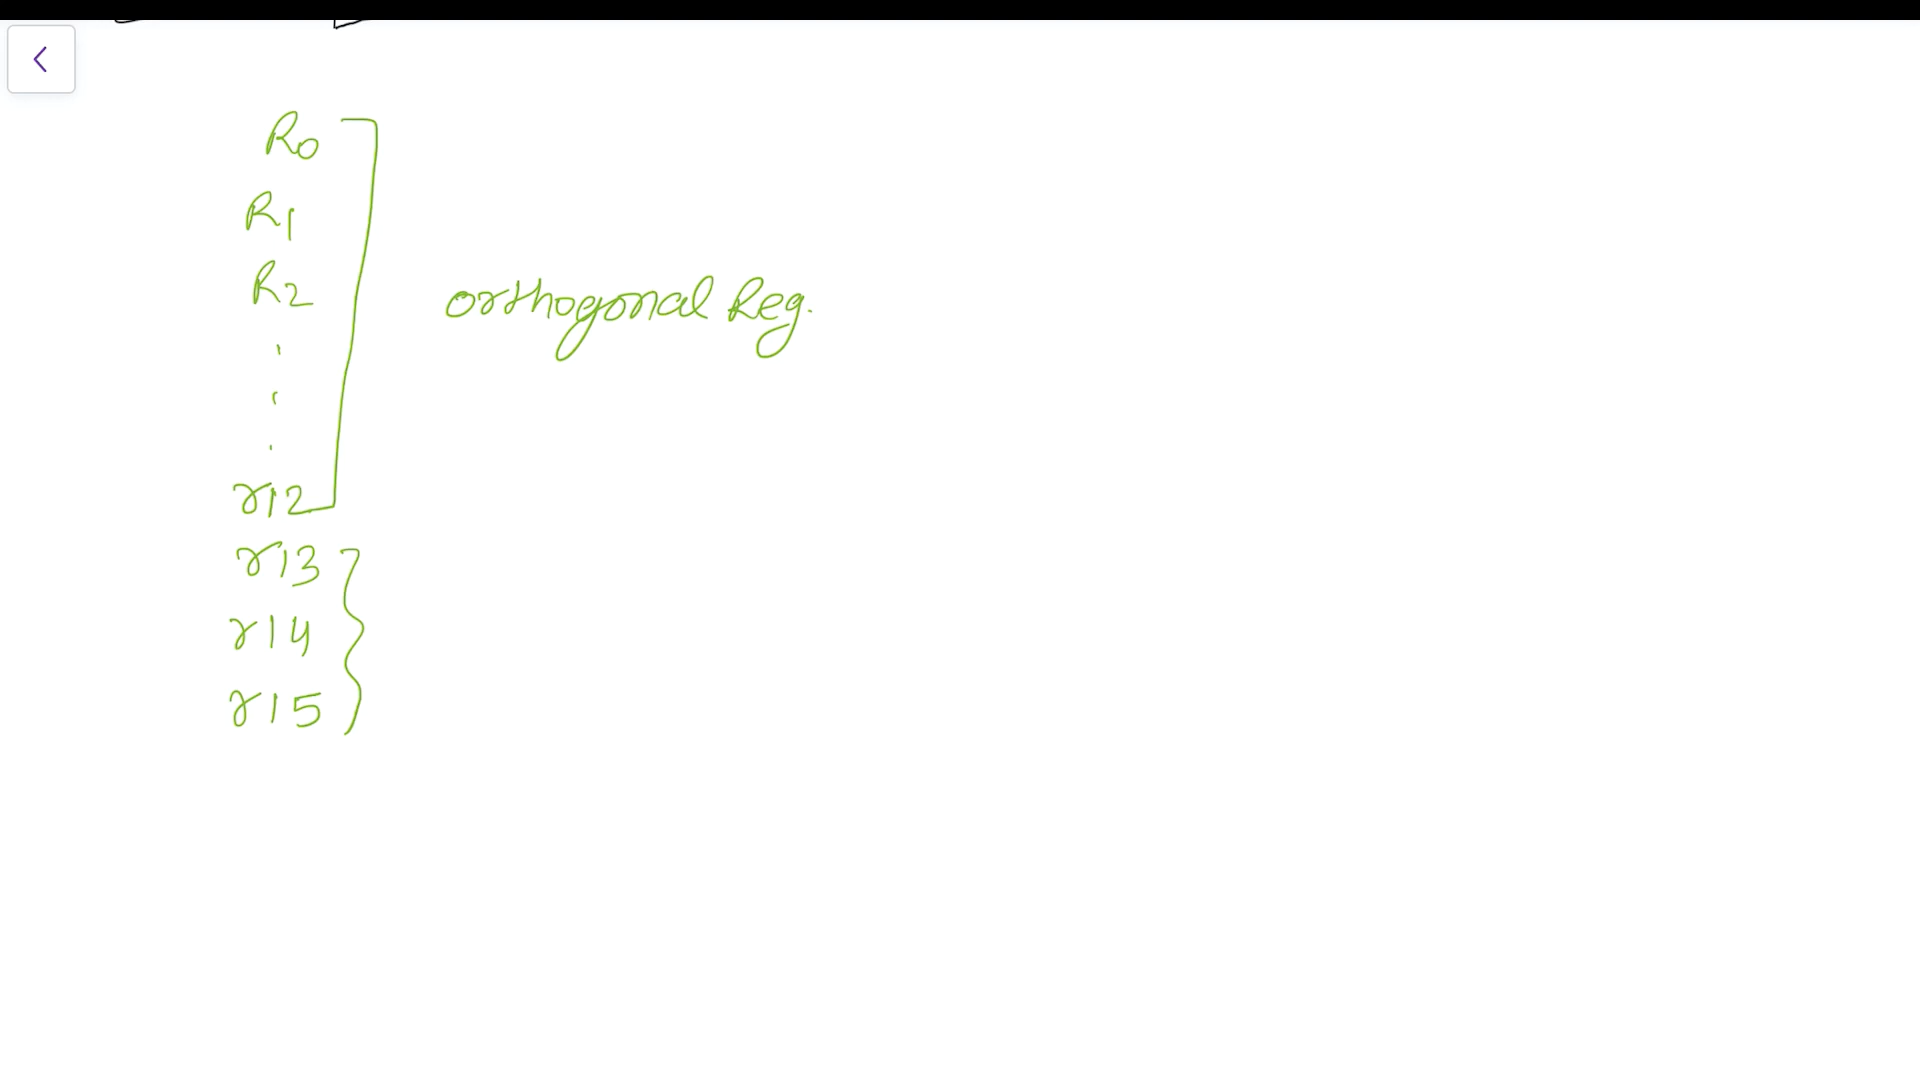 R0
R1
R2
.
.
.
r12
orthogonal Reg.
r13
r14
r15